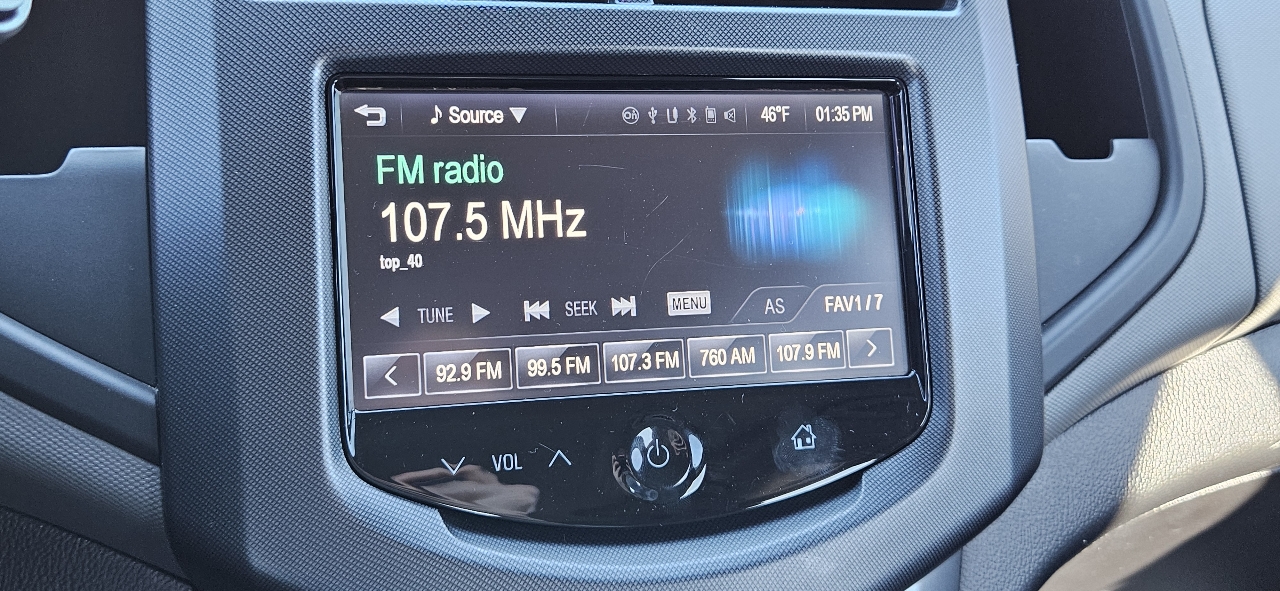 Source 46°F 01:35 PM
FM radio
107.5 MHz
top_40
TUNE SEEK MENU AS FAV1/7
92.9 FM 99.5 FM 107.3 FM 760 AM 107.9 FM
VOL